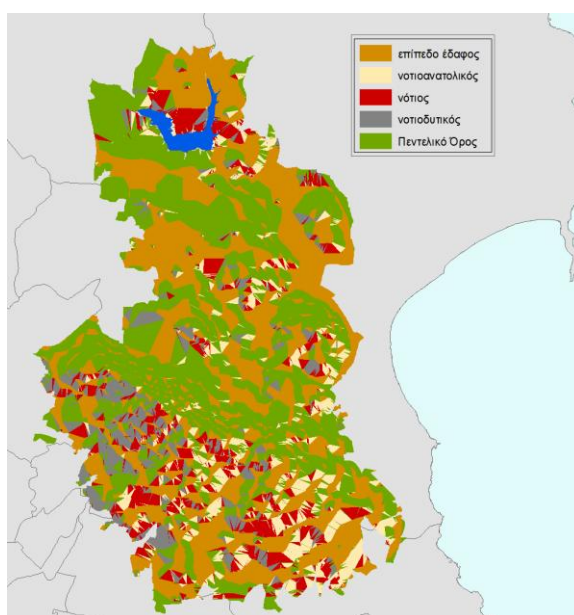 επίπεδο έδαφος
νοτιοανατολικός
νότιος
νοτιοδυτικός
Πεντελικό Όρος